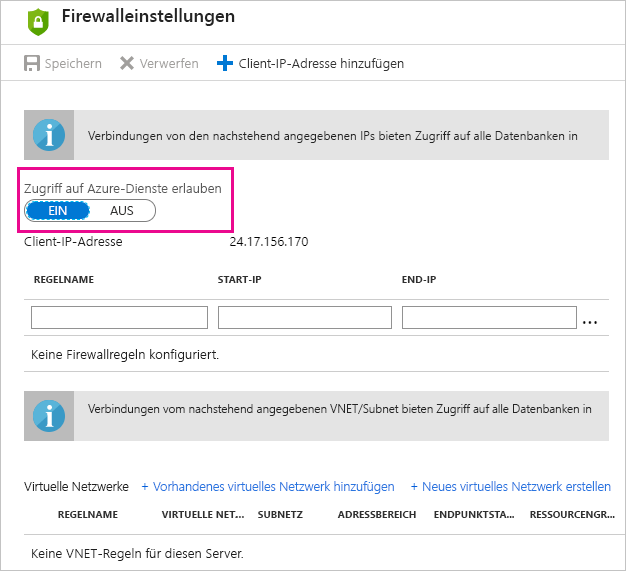 Firewalleinstellungen
Speichern Verwerfen Client-IP-Adresse hinzufügen
Verbindungen von den nachstehend angegebenen IPs bieten Zugriff auf alle Datenbanken in
Zugriff auf Azure-Dienste erlauben
EIN AUS
Client-IP-Adresse 24.17.156.170
REGELNAME START-IP END-IP
...
Keine Firewallregeln konfiguriert.
Verbindungen vom nachstehend angegebenen VNET/Subnet bieten Zugriff auf alle Datenbanken in
Virtuelle Netzwerke + Vorhandenes virtuelles Netzwerk hinzufügen + Neues virtuelles Netzwerk erstellen
REGELNAME VIRTUELLE NET... SUBNETZ ADRESSBEREICH ENDPUNKTSTA... RESSOURCENGR...
Keine VNET-Regeln für diesen Server.